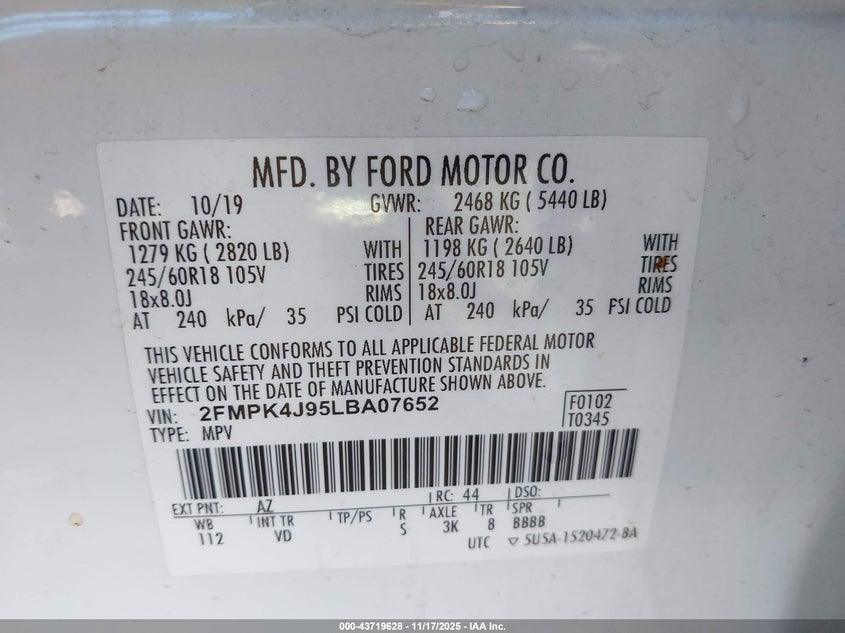 MFD. BY FORD MOTOR CO.
DATE: 10/19 GVWR: 2468 KG ( 5440 LB)
FRONT GAWR: REAR GAWR:
1279 KG ( 2820 LB) WITH 1198 KG ( 2640 LB) WITH
245/60R18 105V TIRES 245/60R18 105V TIRES
18x8.0J RIMS 18x8.0J RIMS
AT 240 kPa/ 35 PSI COLD AT 240 kPa/ 35 PSI COLD
THIS VEHICLE CONFORMS TO ALL APPLICABLE FEDERAL MOTOR
VEHICLE SAFETY AND THEFT PREVENTION STANDARDS IN
EFFECT ON THE DATE OF MANUFACTURE SHOWN ABOVE.
VIN: 2FMPK4J95LBA07652 F0102
TYPE: MPV T0345
EXT PNT: AZ RC: 44 DSO:
WB INT TR TP/PS R AXLE TR SPR
112 VD S 3K 8 BBBB
UTC ▽ 5U5A-1520472-BA
000-43719628 - 11/17/2025 - IAA Inc.